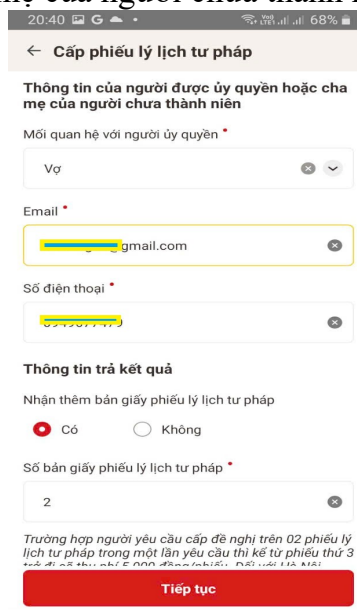 20:40 68%
← Cấp phiếu lý lịch tư pháp
Thông tin của người được ủy quyền hoặc cha
mẹ của người chưa thành niên
Mối quan hệ với người ủy quyền *
Vợ
Email *
gmail.com
Số điện thoại *
Thông tin trả kết quả
Nhận thêm bản giấy phiếu lý lịch tư pháp
Có Không
Số bản giấy phiếu lý lịch tư pháp *
2
Trường hợp người yêu cầu cấp đề nghị trên 02 phiếu lý
lịch tư pháp trong một lần yêu cầu thì kể từ phiếu thứ 3
Tiếp tục